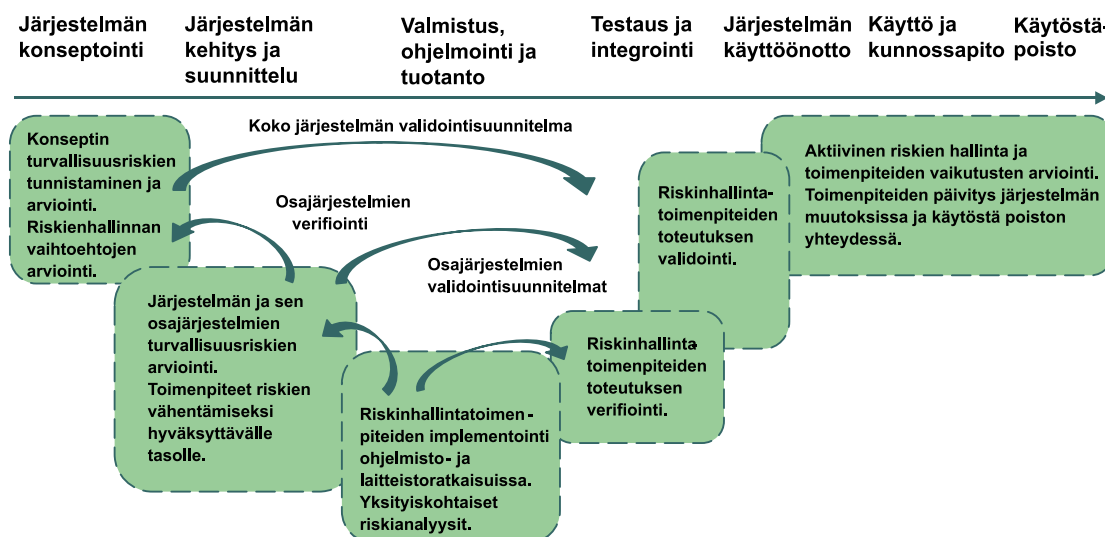 Järjestelmän
konseptointi
Järjestelmän
kehitys ja
suunnittelu
Valmistus,
ohjelmointi ja
tuotanto
Testaus ja
integrointi
Järjestelmän
käyttöönotto
Käyttö ja
kunnossapito
Käytöstä-
poisto
Konseptin
turvallisuusriskien
tunnistaminen ja
arviointi.
Riskienhallinnan
vaihtoehtojen
arviointi.
Koko järjestelmän validointisuunnitelma
Osajärjestelmien
verifiointi
Osajärjestelmien
validointisuunnitelmat
Järjestelmän ja sen
osajärjestelmien
turvallisuusriskien
arviointi.
Toimenpiteet riskien
vähentämiseksi
hyväksyttävälle
tasolle.
Riskinhallintatoimen-
piteiden implementointi
ohjelmisto- ja
laitteistoratkaisuissa.
Yksityiskohtaiset
riskianalyysit.
Riskinhallinta-
toimenpiteiden
toteutuksen
verifiointi.
Riskinhallinta-
toimenpiteiden
toteutuksen
validointi.
Aktiivinen riskien hallinta ja
toimenpiteiden vaikutusten arviointi.
Toimenpiteiden päivitys järjestelmän
muutoksissa ja käytöstä poiston
yhteydessä.